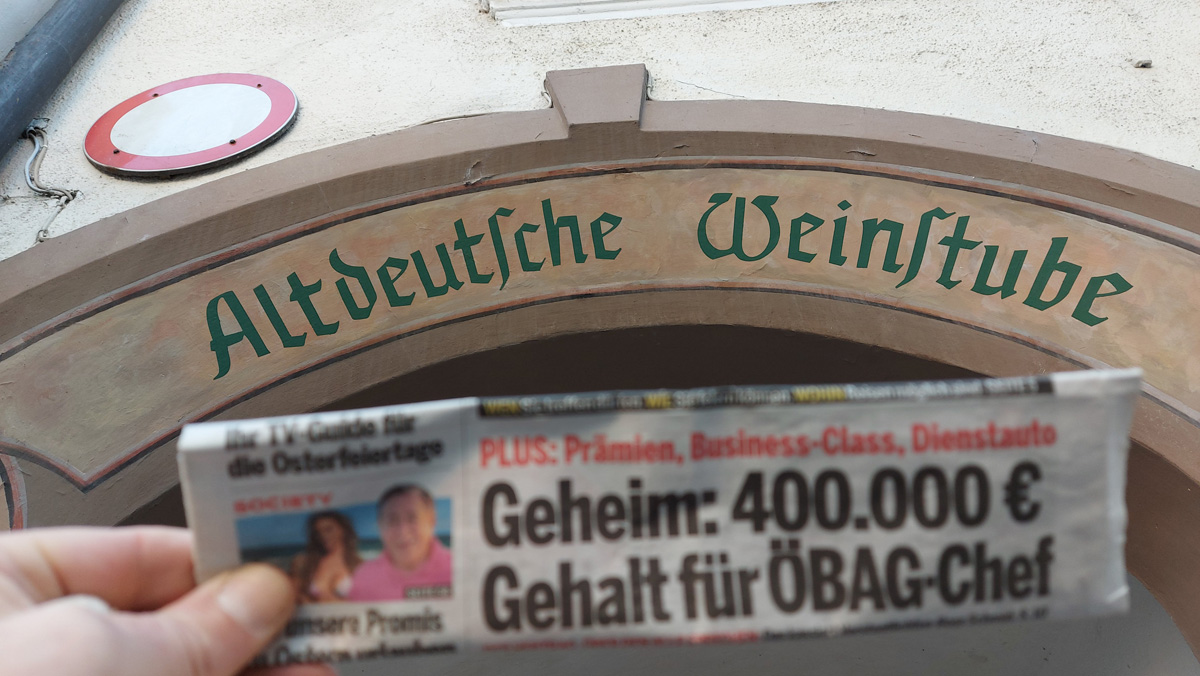 Altdeutſche Weinſtube
Ihr TV-Guide für
die Osterfeiertage
SOCIETY
unsere Promis
PLUS: Prämien, Business-Class, Dienstauto
Geheim: 400.000 €
Gehalt für ÖBAG-Chef